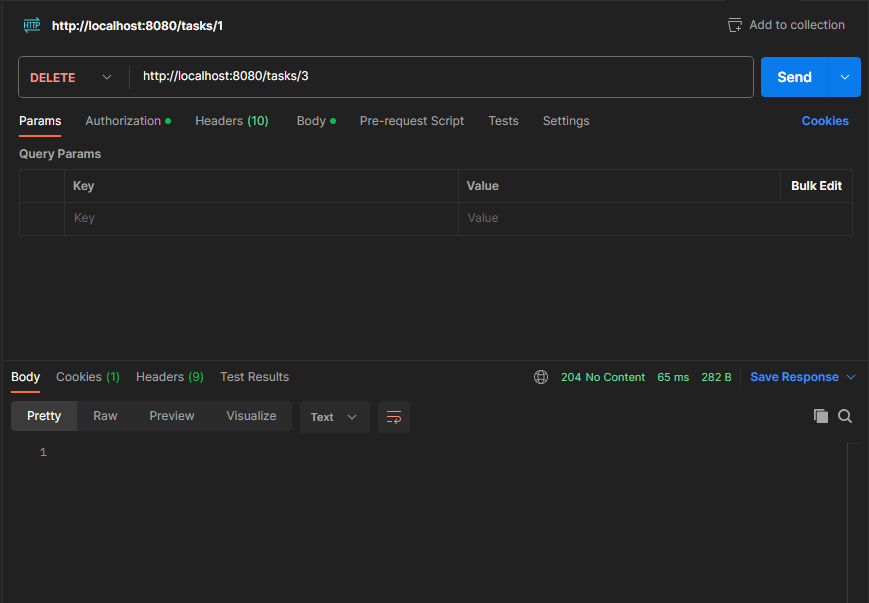 HTTP http://localhost:8080/tasks/1 Add to collection
DELETE http://localhost:8080/tasks/3 Send
Params Authorization Headers (10) Body Pre-request Script Tests Settings Cookies
Query Params
Key Value Bulk Edit
Key Value
Body Cookies (1) Headers (9) Test Results 204 No Content 65 ms 282 B Save Response
Pretty Raw Preview Visualize Text
1